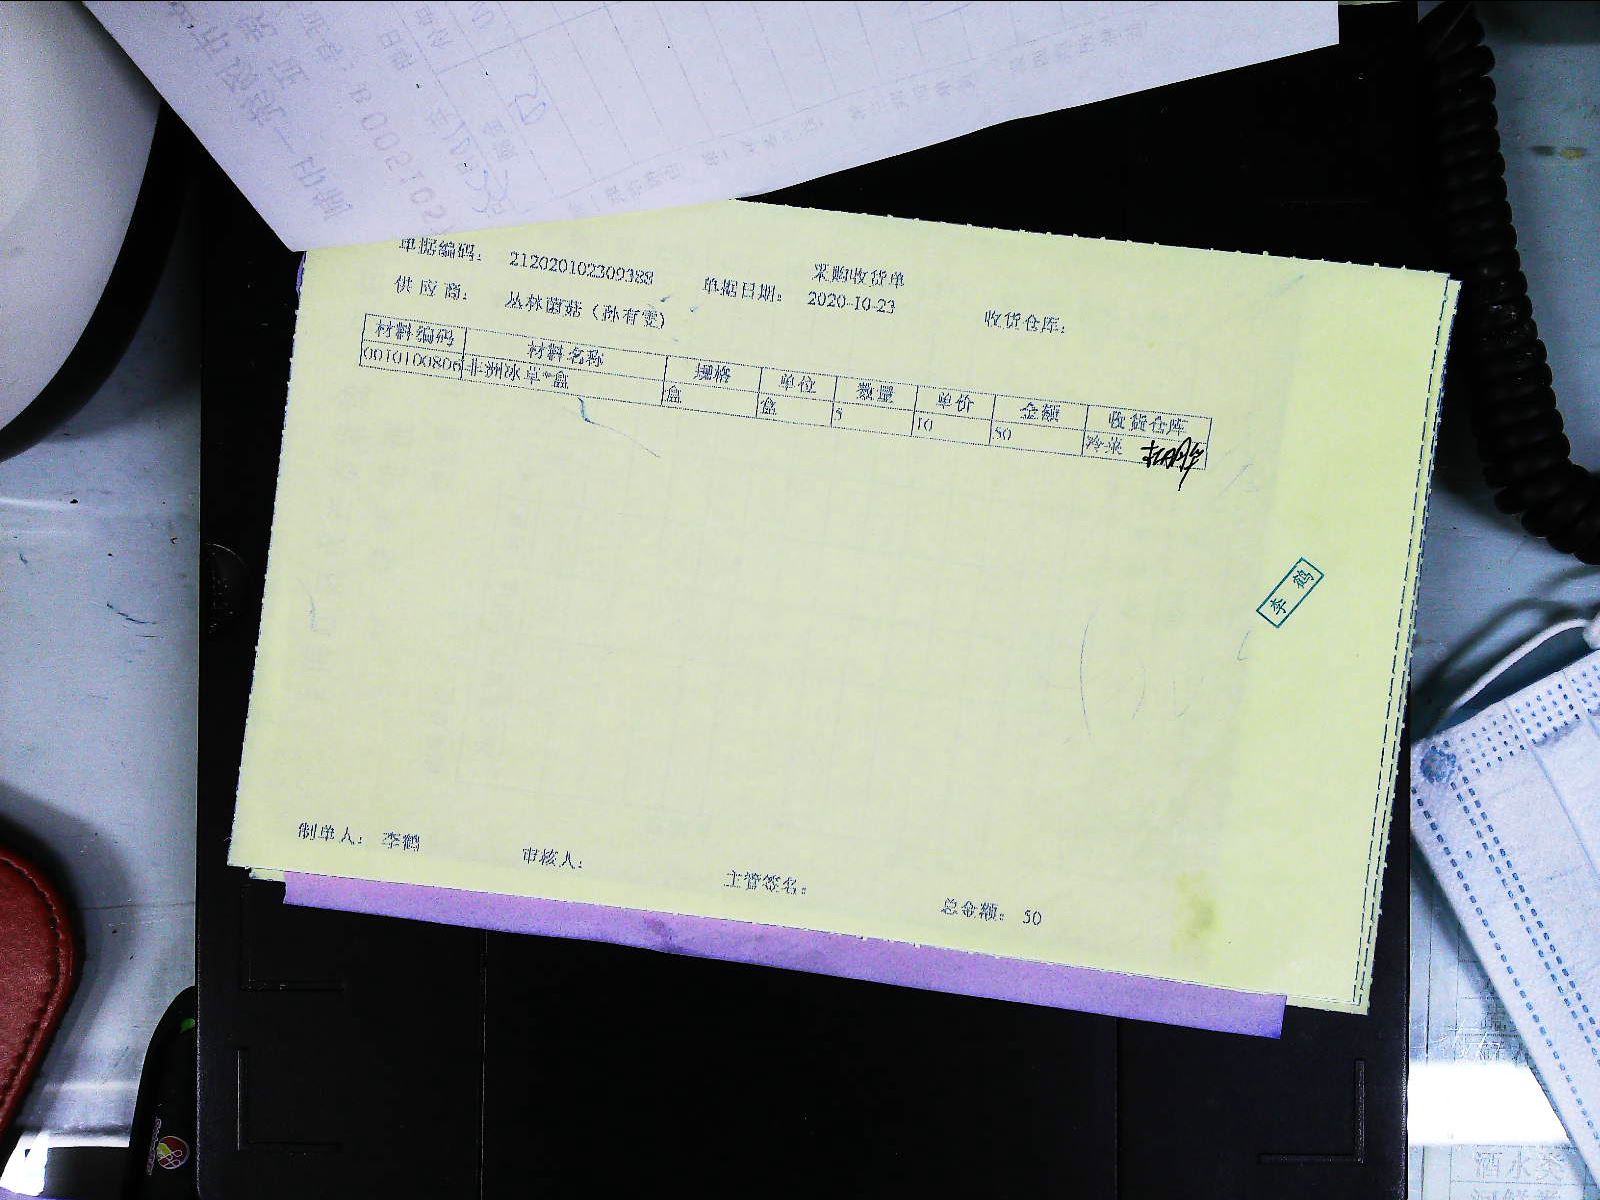 采购收货单
单据编码： 212020102309388 单据日期： 2020-10-23 收货仓库：
供应商： 丛林菌菇（孙有雯）
材料编码 材料名称 规格 单位 数量 单价 金额 收货仓库
0010100806 非洲冰草*盒 盒 盒 5 10 50 冷菜
李鹤
制单人： 李鹤 审核人： 主管签名： 总金额： 50
酒水茶